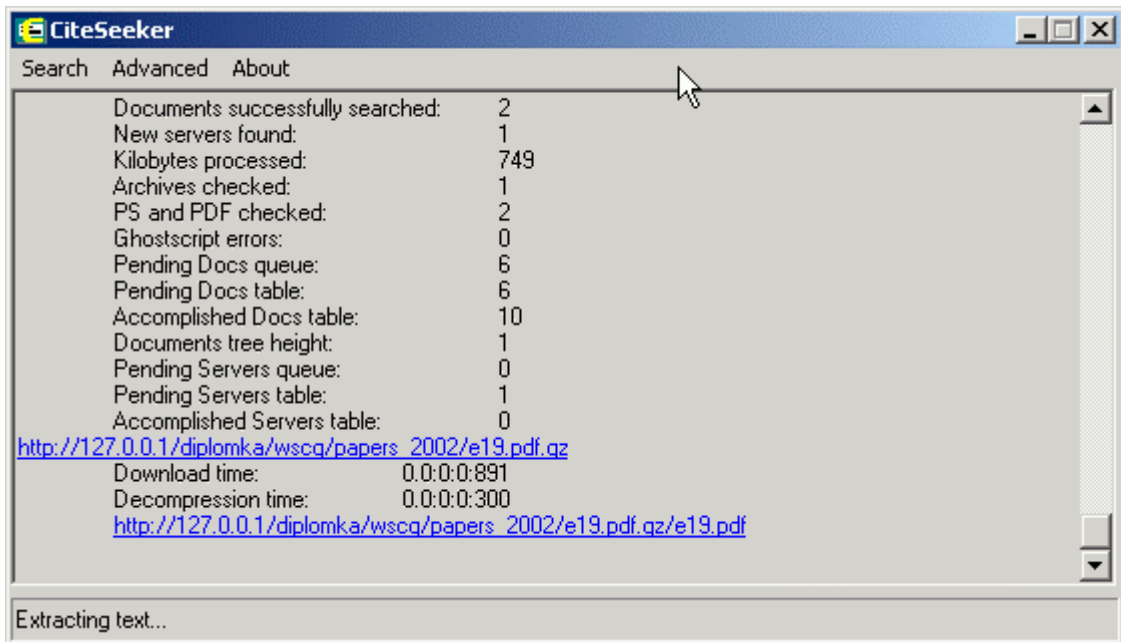 CiteSeeker
Search Advanced About
Documents successfully searched: 2
New servers found: 1
Kilobytes processed: 749
Archives checked: 1
PS and PDF checked: 2
Ghostscript errors: 0
Pending Docs queue: 6
Pending Docs table: 6
Accomplished Docs table: 10
Documents tree height: 1
Pending Servers queue: 0
Pending Servers table: 1
Accomplished Servers table: 0
http://127.0.0.1/diplomka/wscg/papers_2002/e19.pdf.gz
Download time: 0.0:0:0:891
Decompression time: 0.0:0:0:300
http://127.0.0.1/diplomka/wscg/papers_2002/e19.pdf.gz/e19.pdf
Extracting text...